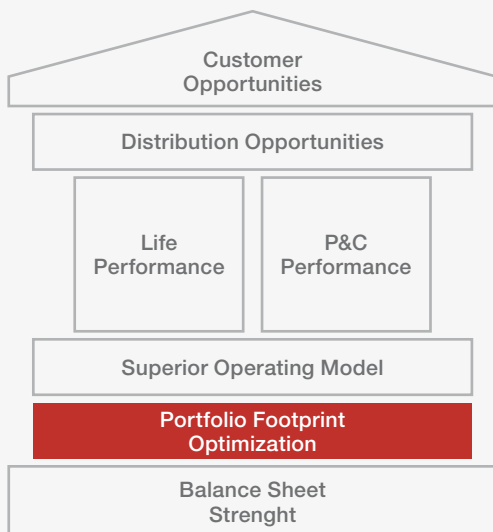 Customer
Opportunities
Distribution Opportunities
Life
Performance
P&C
Performance
Superior Operating Model
Portfolio Footprint
Optimization
Balance Sheet
Strenght